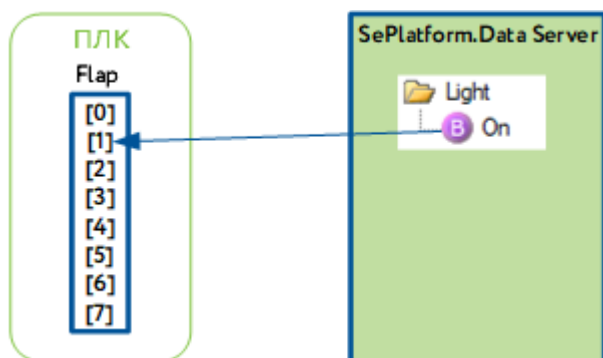 ПЛК
Flap
[0]
[1]
[2]
[3]
[4]
[5]
[6]
[7]
SePlatform.Data Server
Light
B On